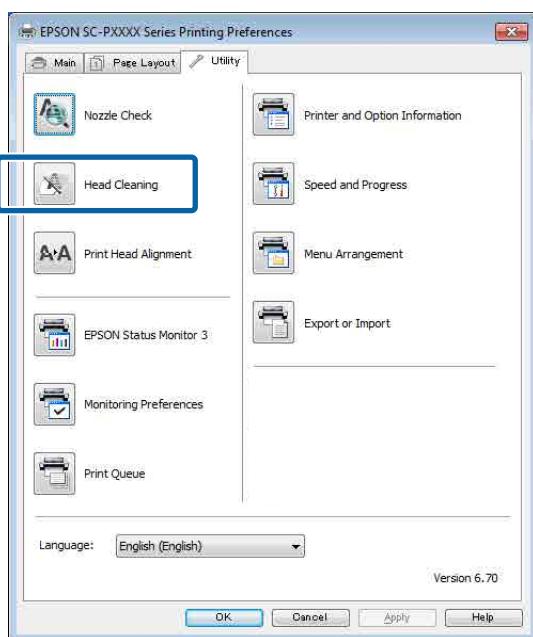 EPSON SC-PXXXX Series Printing Preferences
Main
Page Layout
Utility
Nozzle Check
Printer and Option Information
Head Cleaning
Speed and Progress
Print Head Alignment
Menu Arrangement
EPSON Status Monitor 3
Export or Import
Monitoring Preferences
Print Queue
Language: English (English)
Version 6.70
OK
Cancel
Apply
Help